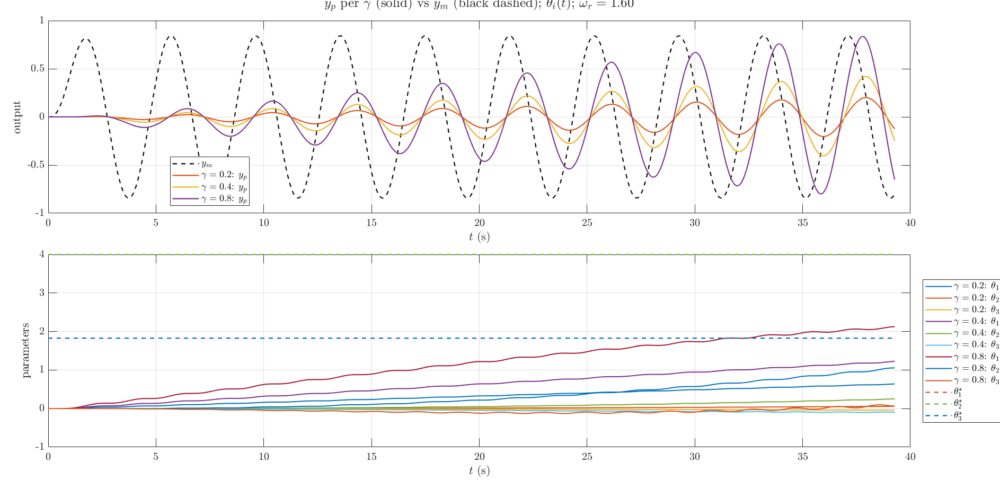 y_p per γ (solid) vs y_m (black dashed); θ_i(t); ω_r = 1.60
1
0.5
0
-0.5
-1
output
y_m
γ = 0.2: y_p
γ = 0.4: y_p
γ = 0.8: y_p
0 5 10 15 20 25 30 35 40
t (s)
4
3
2
1
0
-1
parameters
0 5 10 15 20 25 30 35 40
t (s)
γ = 0.2: θ_1
γ = 0.2: θ_2
γ = 0.2: θ_3
γ = 0.4: θ_1
γ = 0.4: θ_2
γ = 0.4: θ_3
γ = 0.8: θ_1
γ = 0.8: θ_2
γ = 0.8: θ_3
θ_1^⋆
θ_2^⋆
θ_3^⋆